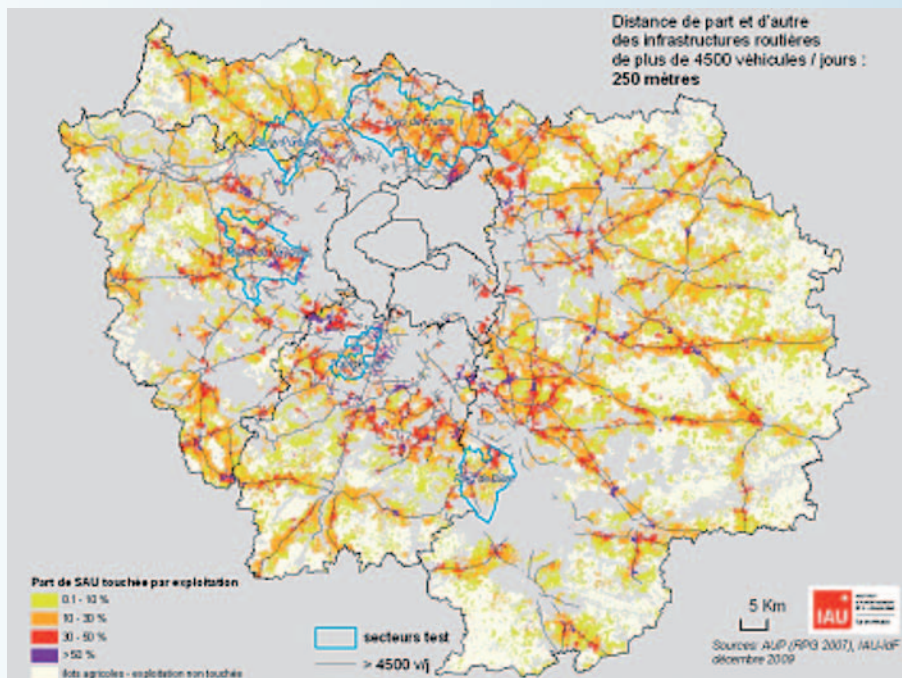 Distance de part et d'autre
des infrastructures routières
de plus de 4500 véhicules / jours :
250 mètres
Part de SAU touchée par exploitation
0.1 - 10 %
10 - 30 %
30 - 50 %
> 50 %
îlots agricoles - exploitation non touchée
secteurs test
> 4500 v/j
5 Km
IAU
Sources: AUP (RPG 2007), IAU-îdF
décembre 2009